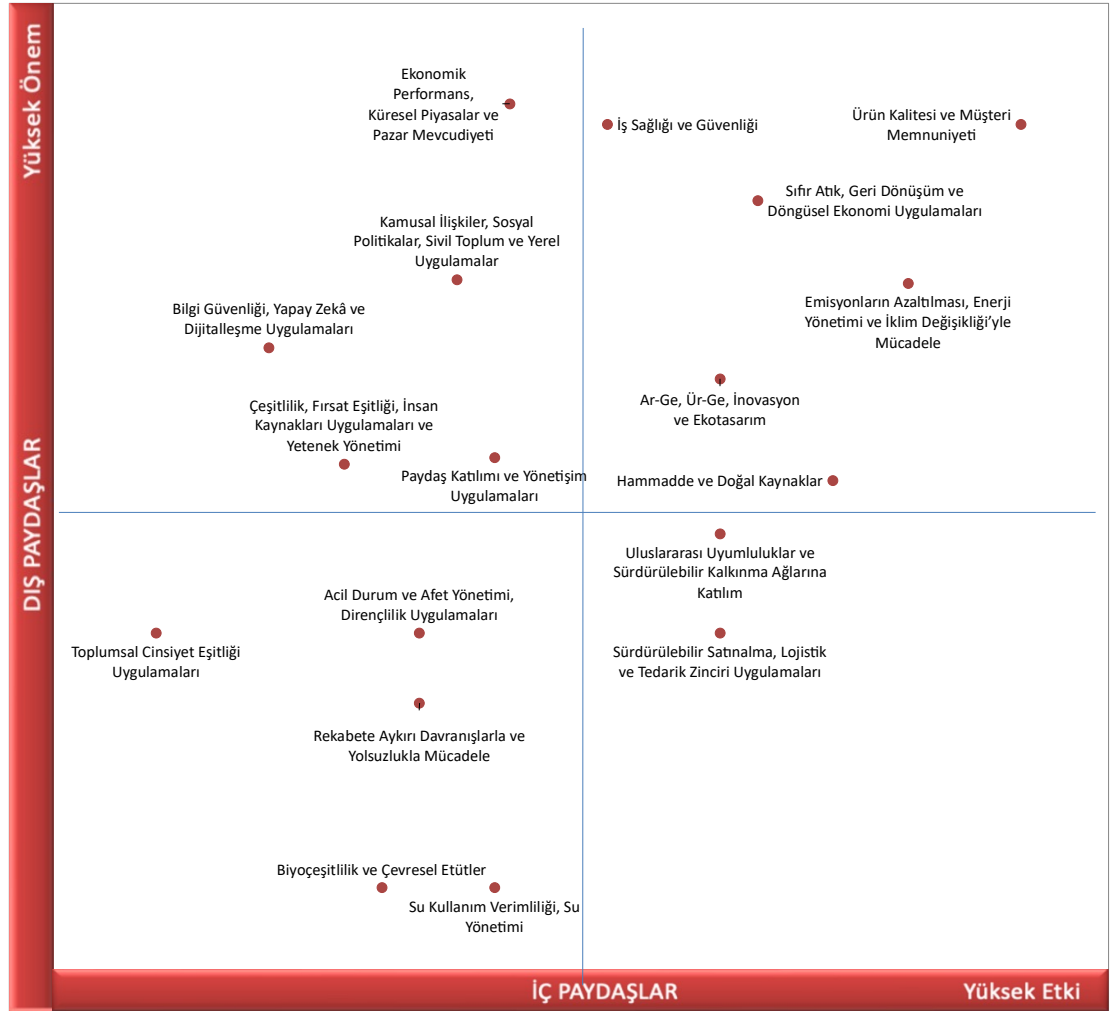 Yüksek Önem
DIŞ PAYDAŞLAR
Ekonomik
Performans,
Küresel Piyasalar ve
Pazar Mevcudiyeti
İş Sağlığı ve Güvenliği
Ürün Kalitesi ve Müşteri
Memnuniyeti
Sıfır Atık, Geri Dönüşüm ve
Döngüsel Ekonomi Uygulamaları
Kamusal İlişkiler, Sosyal
Politikalar, Sivil Toplum ve Yerel
Uygulamalar
Bilgi Güvenliği, Yapay Zekâ ve
Dijitalleşme Uygulamaları
Emisyonların Azaltılması, Enerji
Yönetimi ve İklim Değişikliği’yle
Mücadele
Çeşitlilik, Fırsat Eşitliği, İnsan
Kaynakları Uygulamaları ve
Yetenek Yönetimi
Ar-Ge, Ür-Ge, İnovasyon
ve Ekotasarım
Paydaş Katılımı ve Yönetişim
Uygulamaları
Hammadde ve Doğal Kaynaklar
Uluslararası Uyumluluklar ve
Sürdürülebilir Kalkınma Ağlarına
Katılım
Acil Durum ve Afet Yönetimi,
Dirençlilik Uygulamaları
Toplumsal Cinsiyet Eşitliği
Uygulamaları
Sürdürülebilir Satınalma, Lojistik
ve Tedarik Zinciri Uygulamaları
Rekabete Aykırı Davranışlarla ve
Yolsuzlukla Mücadele
Biyoçeşitlilik ve Çevresel Etütler
Su Kullanım Verimliliği, Su
Yönetimi
İÇ PAYDAŞLAR
Yüksek Etki